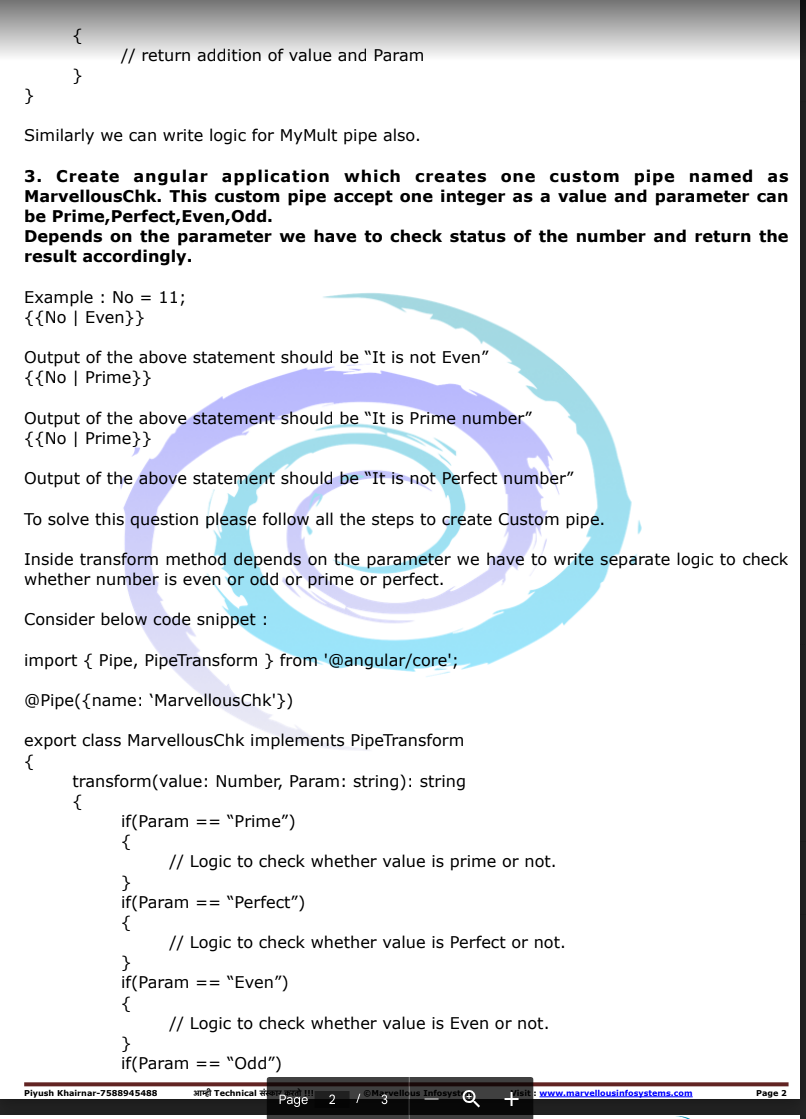 {
// return addition of value and Param
}
}
Similarly we can write logic for MyMult pipe also.
3. Create angular application which creates one custom pipe named as
MarvellousChk. This custom pipe accept one integer as a value and parameter can
be Prime,Perfect,Even,Odd.
Depends on the parameter we have to check status of the number and return the
result accordingly.
Example : No = 11;
{{No | Even}}
Output of the above statement should be “It is not Even”
{{No | Prime}}
Output of the above statement should be “It is Prime number”
{{No | Prime}}
Output of the above statement should be “It is not Perfect number”
To solve this question please follow all the steps to create Custom pipe.
Inside transform method depends on the parameter we have to write separate logic to check
whether number is even or odd or prime or perfect.
Consider below code snippet :
import { Pipe, PipeTransform } from '@angular/core';
@Pipe({name: ‘MarvellousChk'})
export class MarvellousChk implements PipeTransform
{
transform(value: Number, Param: string): string
{
if(Param == “Prime”)
{
// Logic to check whether value is prime or not.
}
if(Param == “Perfect”)
{
// Logic to check whether value is Perfect or not.
}
if(Param == “Even”)
{
// Logic to check whether value is Even or not.
}
if(Param == “Odd”)
Piyush Khairnar-7588945488 आम्ही Technical संस्कार करतो !!! ©Marvellous Infosyst Visit : www.marvellousinfosystems.com Page 2
Page 2 / 3